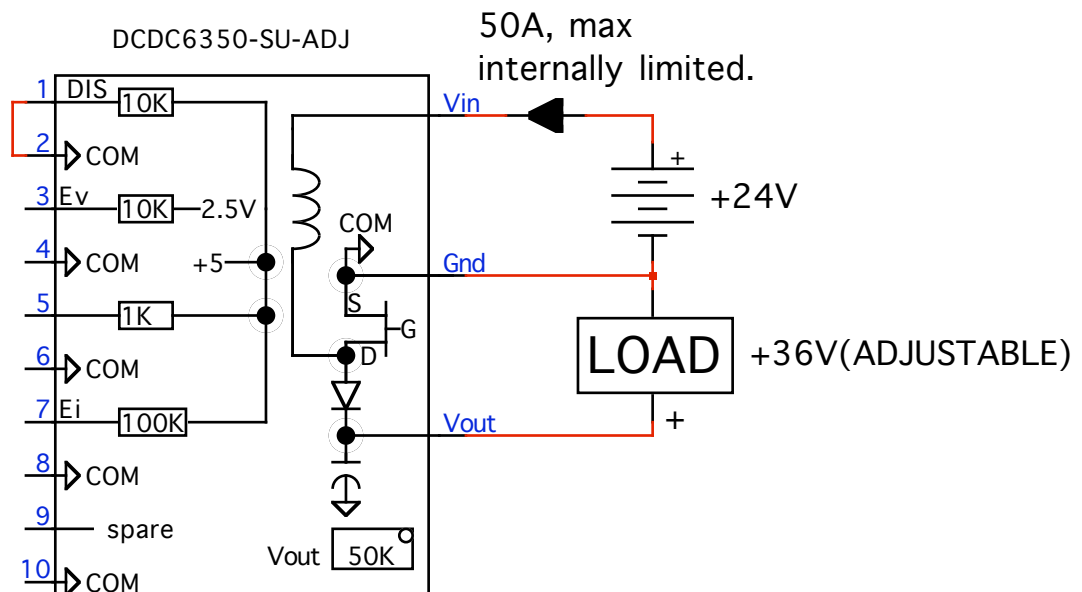 DCDC6350-SU-ADJ
50A, max
internally limited.
1 DIS 10K
2 COM
3 Ev 10K 2.5V
4 COM +5
5 1K
6 COM
7 Ei 100K
8 COM
9 spare
10 COM
Vin
COM
Gnd
S
G
D
Vout
Vout 50K
+
+24V
LOAD +36V(ADJUSTABLE)
+